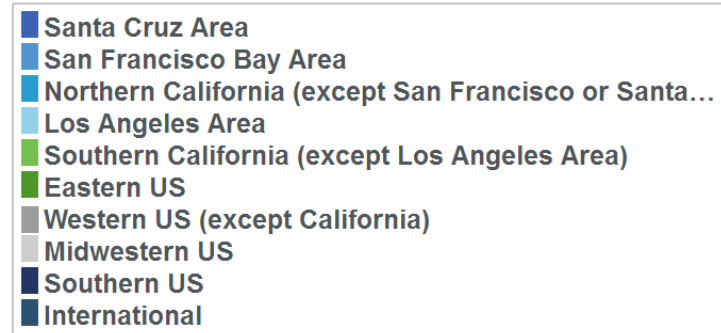 Santa Cruz Area
San Francisco Bay Area
Northern California (except San Francisco or Santa...
Los Angeles Area
Southern California (except Los Angeles Area)
Eastern US
Western US (except California)
Midwestern US
Southern US
International